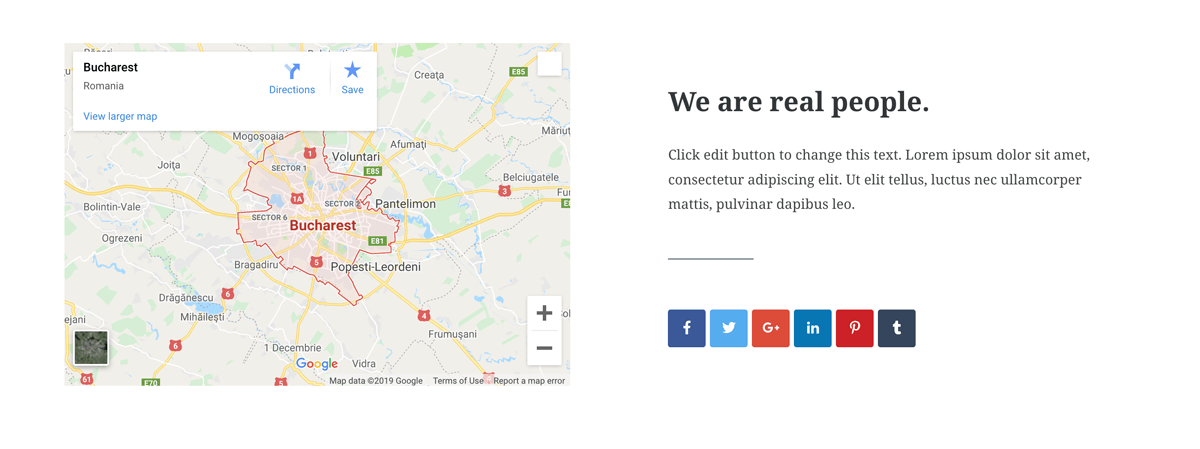 Bucharest
Romania
Directions
Save
View larger map
E85
Creața
Mogoșoaia
Afumați
Măriuț
1
Voluntari
SECTOR 1
E85
Joița
Belciugatele
3
1A
SECTOR 2
Pantelimon
Bolintin-Vale
SECTOR 6
Bucharest
E81
Ogrezeni
Bragadiru
5
Popești-Leordeni
Drăgănescu
6
Mihăilești
4
Frumușani
6
1 Decembrie
Vidra
Google
61
E70
5
Map data ©2019 Google
Terms of Use
Report a map error
We are real people.
Click edit button to change this text. Lorem ipsum dolor sit amet,
consectetur adipiscing elit. Ut elit tellus, luctus nec ullamcorper
mattis, pulvinar dapibus leo.
f
G+
in
t